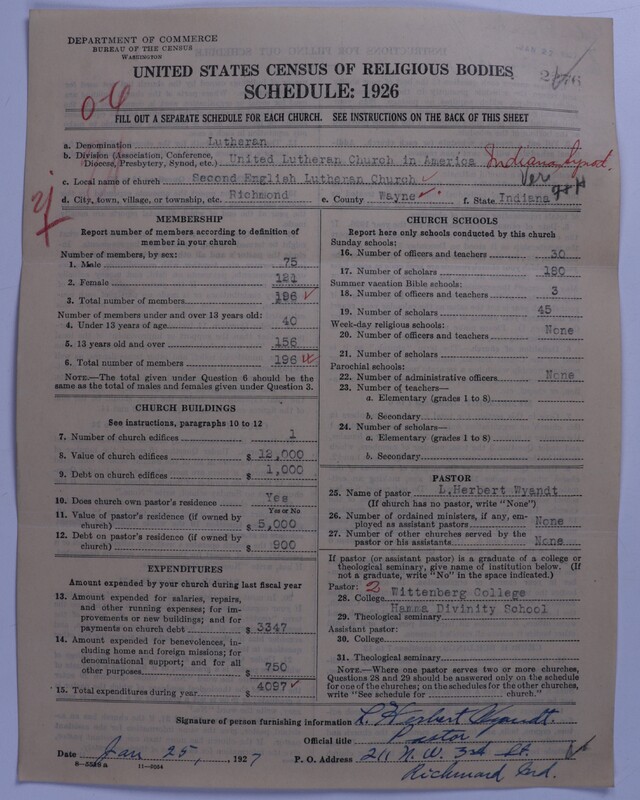 DEPARTMENT OF COMMERCE
BUREAU OF THE CENSUS
WASHINGTON
UNITED STATES CENSUS OF RELIGIOUS BODIES
SCHEDULE: 1926
FILL OUT A SEPARATE SCHEDULE FOR EACH CHURCH. SEE INSTRUCTIONS ON THE BACK OF THIS SHEET
a. Denomination Lutheran
b. Division (Association, Conference, Diocese, Presbytery, Synod, etc.) United Lutheran Church in America Indiana Synod.
c. Local name of church Second English Lutheran Church
d. City, town, village, or township, etc. Richmond e. County Wayne f. State Indiana
MEMBERSHIP
Report number of members according to definition of
member in your church
Number of members, by sex:
1. Male 75
2. Female 121
3. Total number of members 196
Number of members under and over 13 years old:
4. Under 13 years of age 40
5. 13 years old and over 156
6. Total number of members 196
NOTE.—The total given under Question 6 should be
the same as the total of males and females given under Question 3.
CHURCH BUILDINGS
See instructions, paragraphs 10 to 12
7. Number of church edifices 1
8. Value of church edifices $ 12,000
9. Debt on church edifices $ 1,000
10. Does church own pastor's residence Yes
Yes or No
11. Value of pastor's residence (if owned by
church) $ 5,000
12. Debt on pastor's residence (if owned by
church) $ 900
EXPENDITURES
Amount expended by your church during last fiscal year
13. Amount expended for salaries, repairs,
and other running expenses; for im-
provements or new buildings; and for
payments on church debt $ 3347
14. Amount expended for benevolences, in-
cluding home and foreign missions; for
denominational support; and for all
other purposes $ 750
15. Total expenditures during year $ 4097
CHURCH SCHOOLS
Report here only schools conducted by this church
Sunday schools:
16. Number of officers and teachers 30
17. Number of scholars 180
Summer vacation Bible schools:
18. Number of officers and teachers 3
19. Number of scholars 45
Week-day religious schools:
20. Number of officers and teachers None
21. Number of scholars
Parochial schools:
22. Number of administrative officers None
23. Number of teachers—
a. Elementary (grades 1 to 8)
b. Secondary
24. Number of scholars—
a. Elementary (grades 1 to 8)
b. Secondary
PASTOR
25. Name of pastor L. Herbert Wyandt
(If church has no pastor, write "None")
26. Number of ordained ministers, if any, em-
ployed as assistant pastors None
27. Number of other churches served by the
pastor or his assistants None
If pastor (or assistant pastor) is a graduate of a college or
theological seminary, give name of institution below. (If
not a graduate, write "No" in the space indicated.)
Pastor: 2
28. College Wittenberg College
29. Theological seminary Hamma Divinity School
Assistant pastor:
30. College
31. Theological seminary
NOTE.—Where one pastor serves two or more churches,
Questions 28 and 29 should be answered only on the schedule
for one of the churches; on the schedules for the other churches,
write "See schedule for church."
Signature of person furnishing information L. Herbert Wyandt.
Official title Pastor
Date Jan 25, 1927 P. O. Address 211 N. W. 3rd St.
Richmond Ind.
8—5539a 11—9054